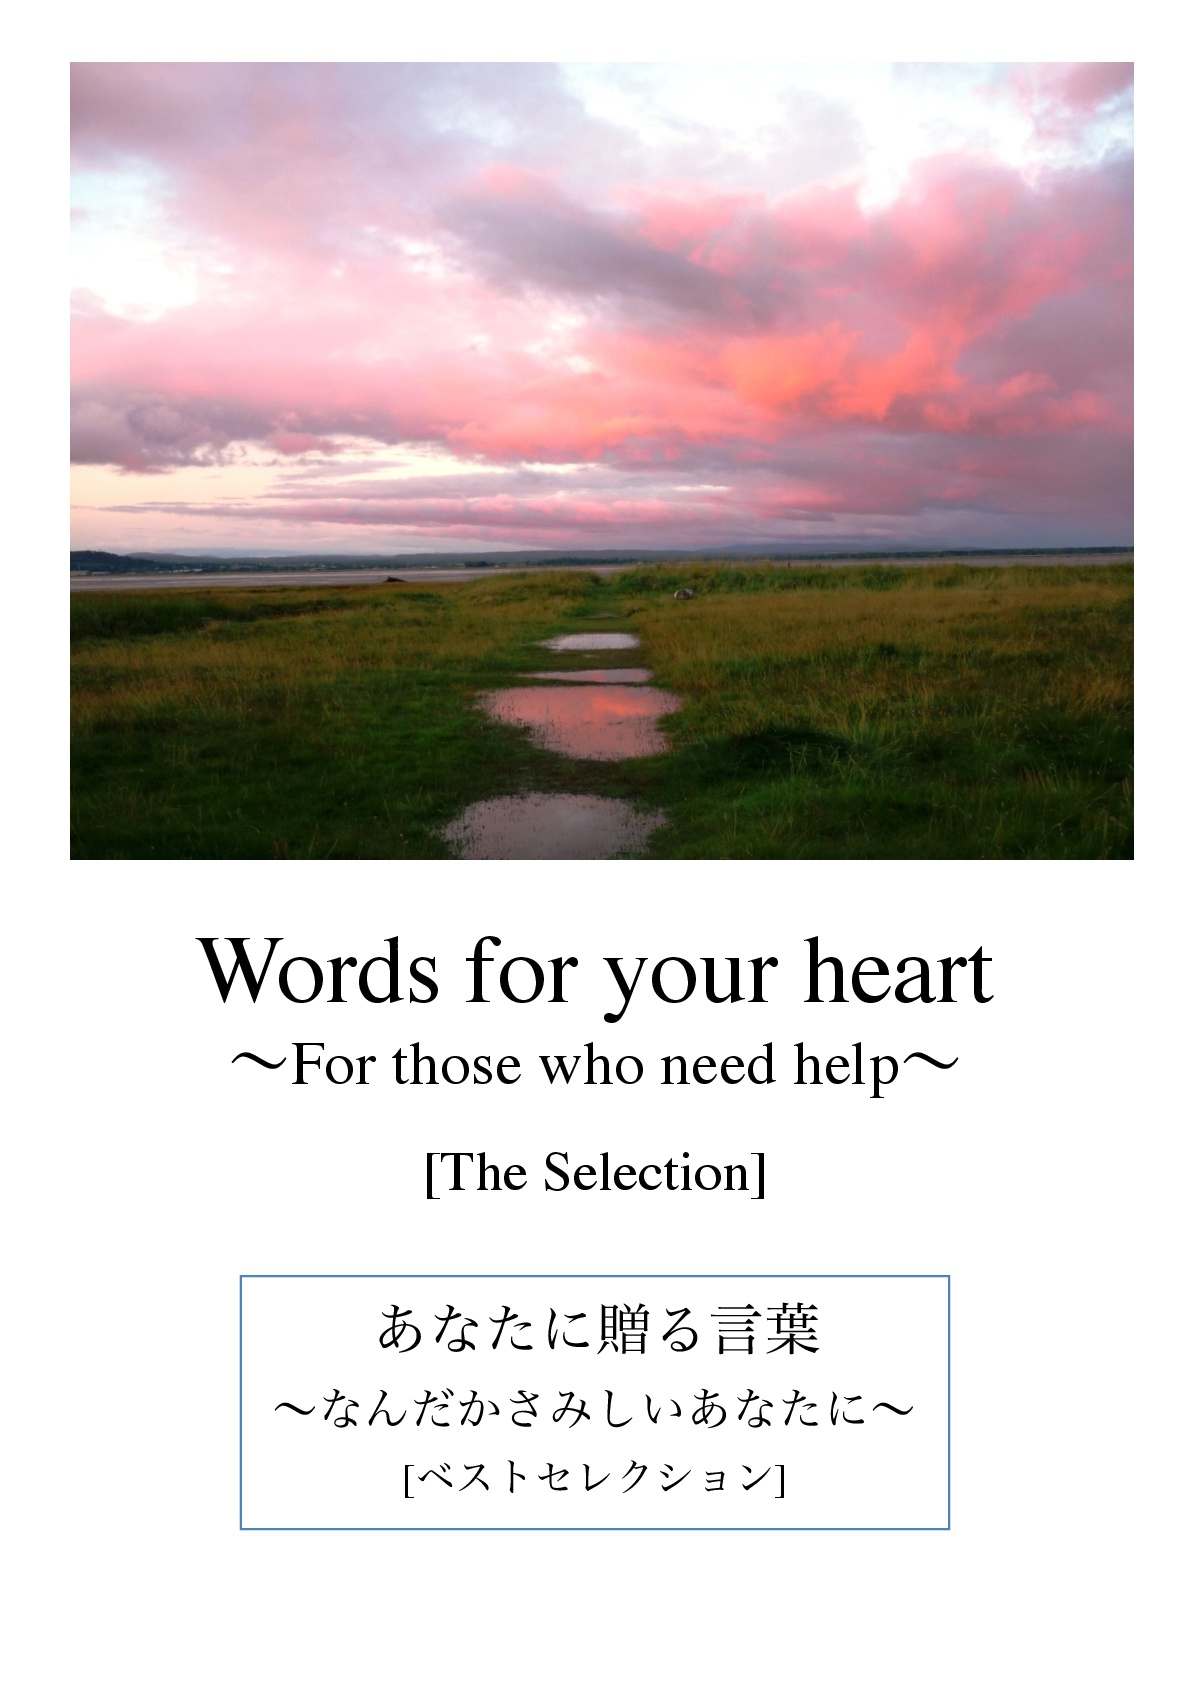 Words for your heart
～For those who need help～
[The Selection]
あなたに贈る言葉
～なんだかさみしいあなたに～
[ベストセレクション]